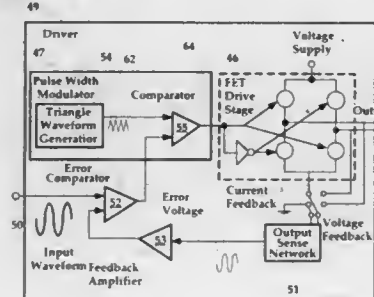 49
Driver
47
54
62
64
46
Voltage
Supply
Pulse Width
Modulator
Comparator
FET
Drive
Stage
Triangle
Waveform
Generation
55
Out
Error
Comparator
Error
Voltage
Current
Feedback
52
Voltage
Feedback
50
Input
Waveform
Feedback
Amplifier
53
Output
Sense
Network
51